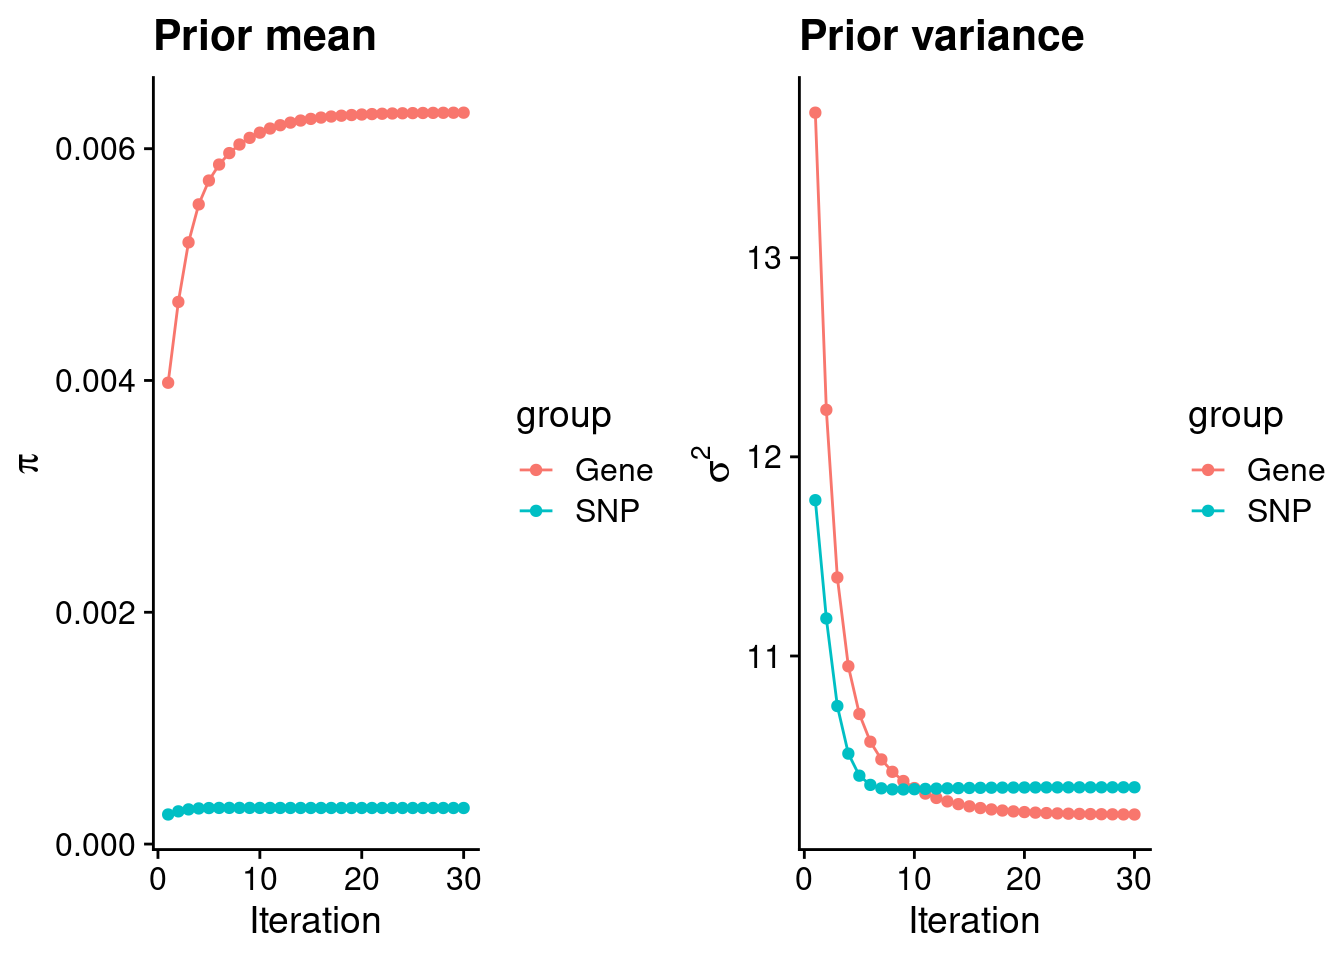 Prior mean
π
0.006
0.004
0.002
0.000
0 10 20 30
Iteration
group
Gene
SNP
Prior variance
σ²
13
12
11
0 10 20 30
Iteration
group
Gene
SNP